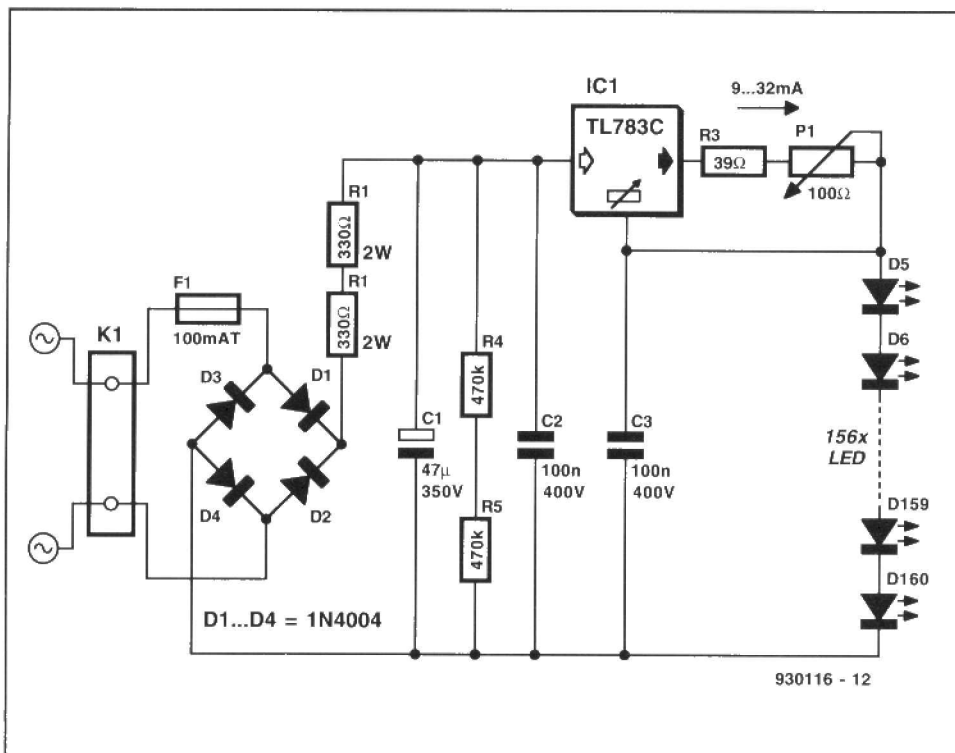 IC1
TL783C
9...32mA
R3
39Ω
P1
100Ω
R1
330Ω
2W
R1
330Ω
2W
F1
100mAT
K1
D3
D1
D4
D2
C1
47µ
350V
R4
470k
R5
470k
C2
100n
400V
C3
100n
400V
D5
D6
156x
LED
D159
D160
D1...D4 = 1N4004
930116 - 12